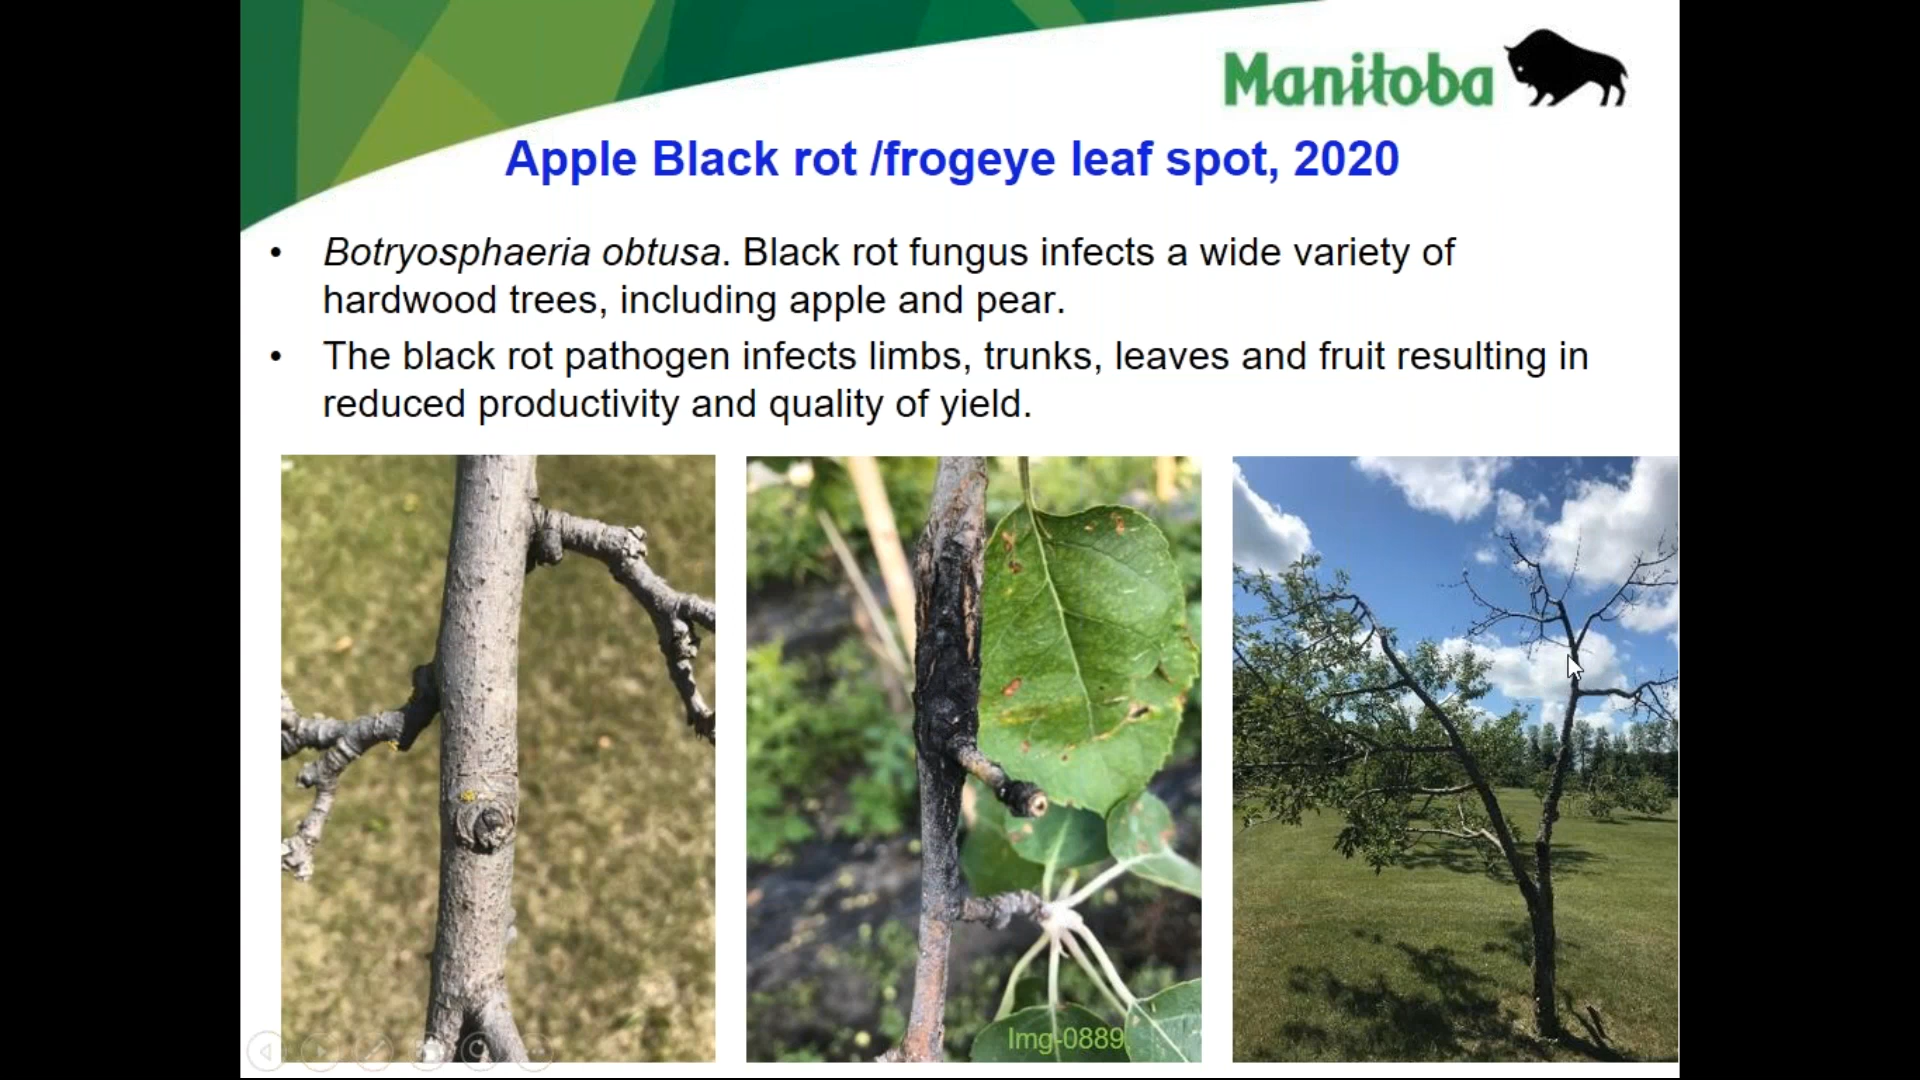 Manitoba
Apple Black rot /frogeye leaf spot, 2020
• Botryosphaeria obtusa. Black rot fungus infects a wide variety of
hardwood trees, including apple and pear.
• The black rot pathogen infects limbs, trunks, leaves and fruit resulting in
reduced productivity and quality of yield.
Img-0889